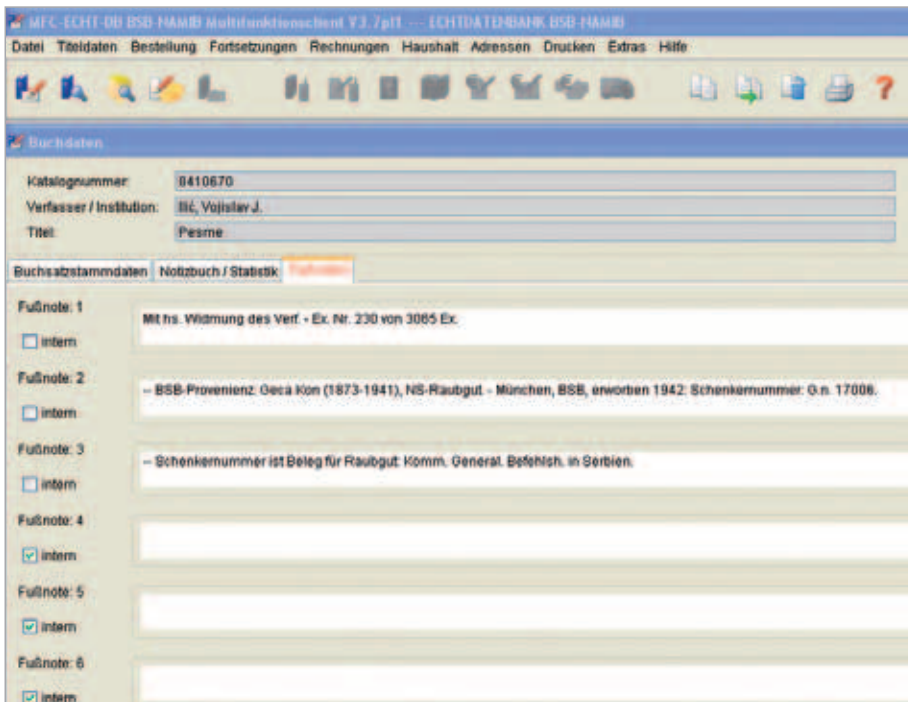 MFC-ECHT-DB BSB-NAMIB Multifunktionsclient V3.7pf1 --- ECHTDATENBANK BSB-NAMIB
Datei Titeldaten Bestellung Fortsetzungen Rechnungen Haushalt Adressen Drucken Extras Hilfe
Buchdaten
Katalognummer: 8410670
Verfasser / Institution: Ilić, Vojislav J.
Titel: Pesme
Buchsatzstammdaten Notizbuch / Statistik Fußnoten
Fußnote: 1
Mit hs. Widmung des Verf. - Ex. Nr. 230 von 3065 Ex.
intern
Fußnote: 2
-- BSB-Provenienz: Geca Kon (1873-1941), NS-Raubgut - München, BSB, erworben 1942: Schenkernummer: G.n. 17006.
intern
Fußnote: 3
-- Schenkernummer ist Beleg für Raubgut: Komm. General. Befehlsh. in Serbien.
intern
Fußnote: 4
intern
Fußnote: 5
intern
Fußnote: 6
intern